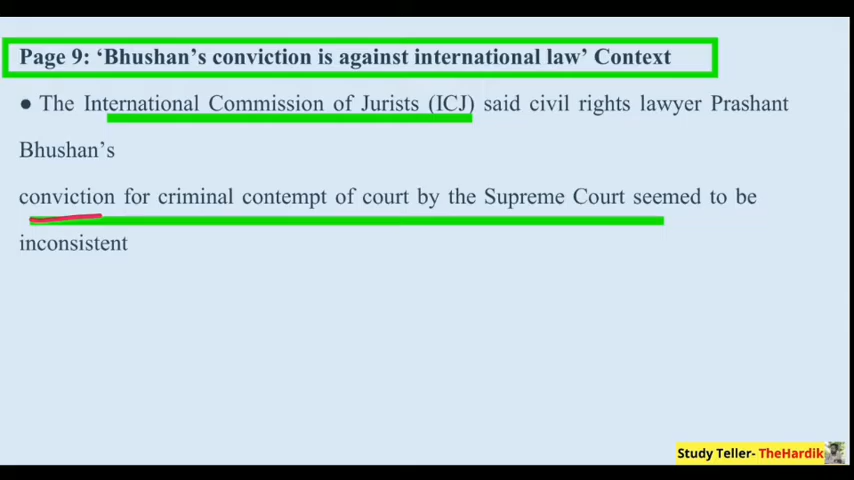 Page 9: ‘Bhushan’s conviction is against international law’ Context
● The International Commission of Jurists (ICJ) said civil rights lawyer Prashant
Bhushan’s
conviction for criminal contempt of court by the Supreme Court seemed to be
inconsistent
Study Teller- TheHardik